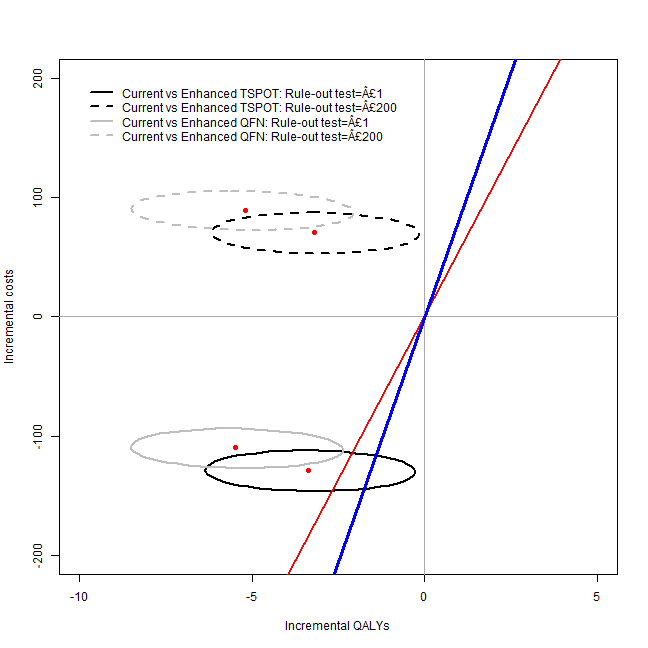 Current vs Enhanced TSPOT: Rule-out test=Â£1
Current vs Enhanced TSPOT: Rule-out test=Â£200
Current vs Enhanced QFN: Rule-out test=Â£1
Current vs Enhanced QFN: Rule-out test=Â£200
200
100
0
-100
-200
Incremental costs
-10
-5
0
5
Incremental QALYs